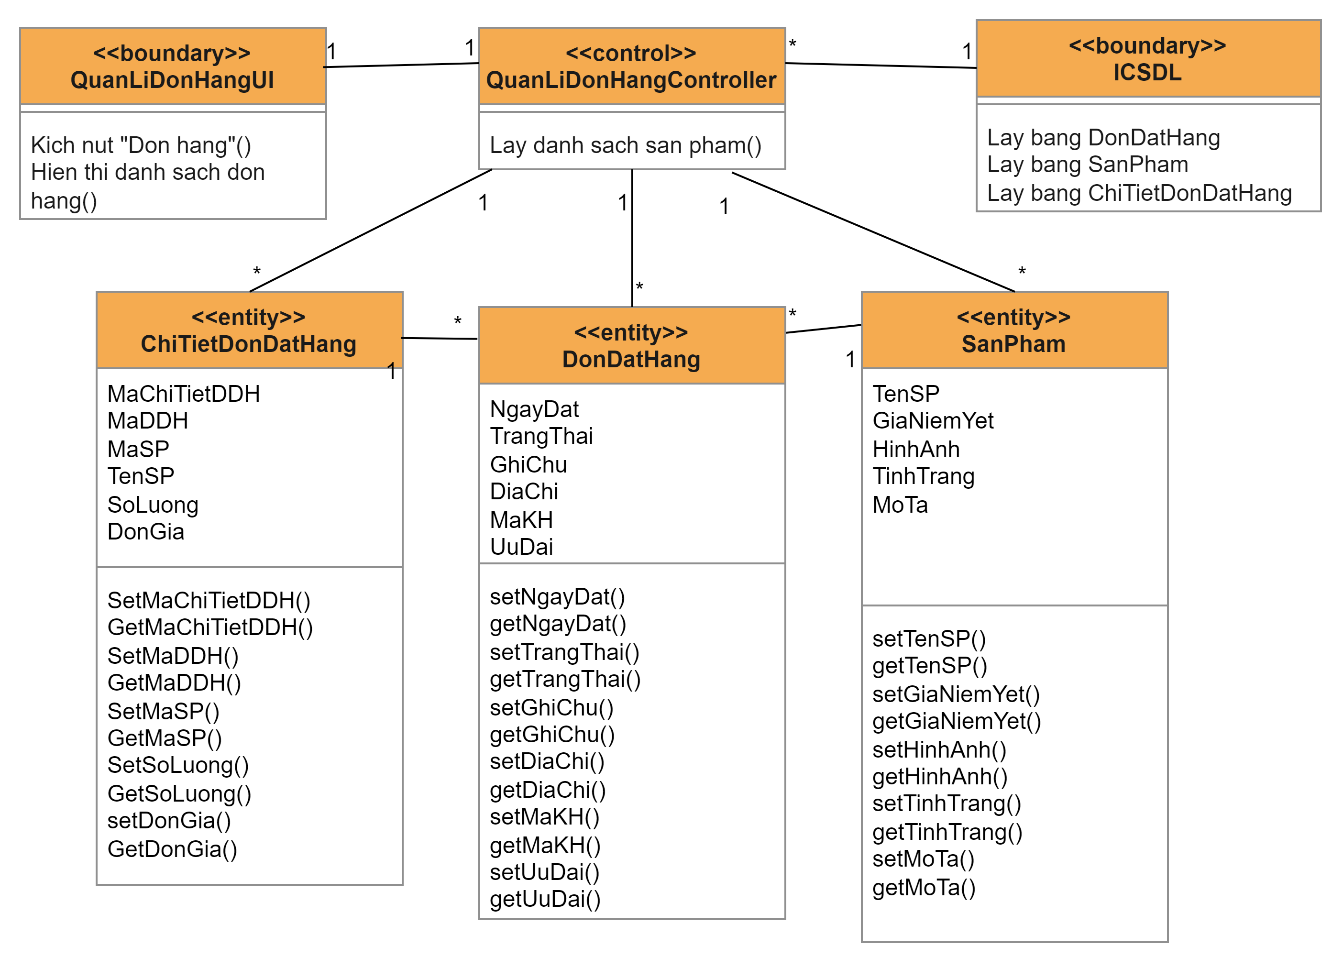 <<boundary>>
QuanLiDonHangUI
Kich nut "Don hang"()
Hien thi danh sach don
hang()
1
1
<<control>>
QuanLiDonHangController
Lay danh sach san pham()
*
1
<<boundary>>
ICSDL
Lay bang DonDatHang
Lay bang SanPham
Lay bang ChiTietDonDatHang
1
1
1
*
*
*
<<entity>>
ChiTietDonDatHang
MaChiTietDDH
MaDDH
MaSP
TenSP
SoLuong
DonGia
SetMaChiTietDDH()
GetMaChiTietDDH()
SetMaDDH()
GetMaDDH()
SetMaSP()
GetMaSP()
SetSoLuong()
GetSoLuong()
setDonGia()
GetDonGia()
*
1
<<entity>>
DonDatHang
NgayDat
TrangThai
GhiChu
DiaChi
MaKH
UuDai
setNgayDat()
getNgayDat()
setTrangThai()
getTrangThai()
setGhiChu()
getGhiChu()
setDiaChi()
getDiaChi()
setMaKH()
getMaKH()
setUuDai()
getUuDai()
*
1
<<entity>>
SanPham
TenSP
GiaNiemYet
HinhAnh
TinhTrang
MoTa
setTenSP()
getTenSP()
setGiaNiemYet()
getGiaNiemYet()
setHinhAnh()
getHinhAnh()
setTinhTrang()
getTinhTrang()
setMoTa()
getMoTa()